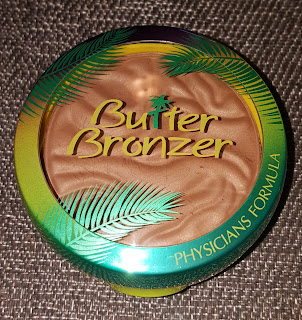 Butter
Bronzer
PHYSICIANS FORMULA